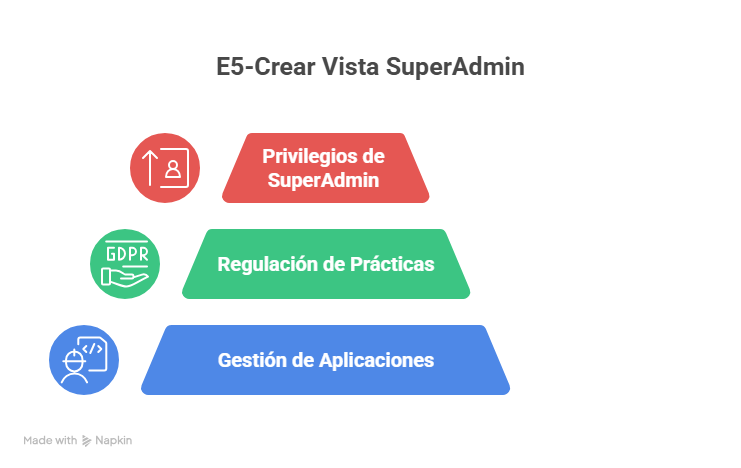 E5-Crear Vista SuperAdmin
Privilegios de
SuperAdmin
GDPR
Regulación de Prácticas
</>
Gestión de Aplicaciones
Made with Napkin